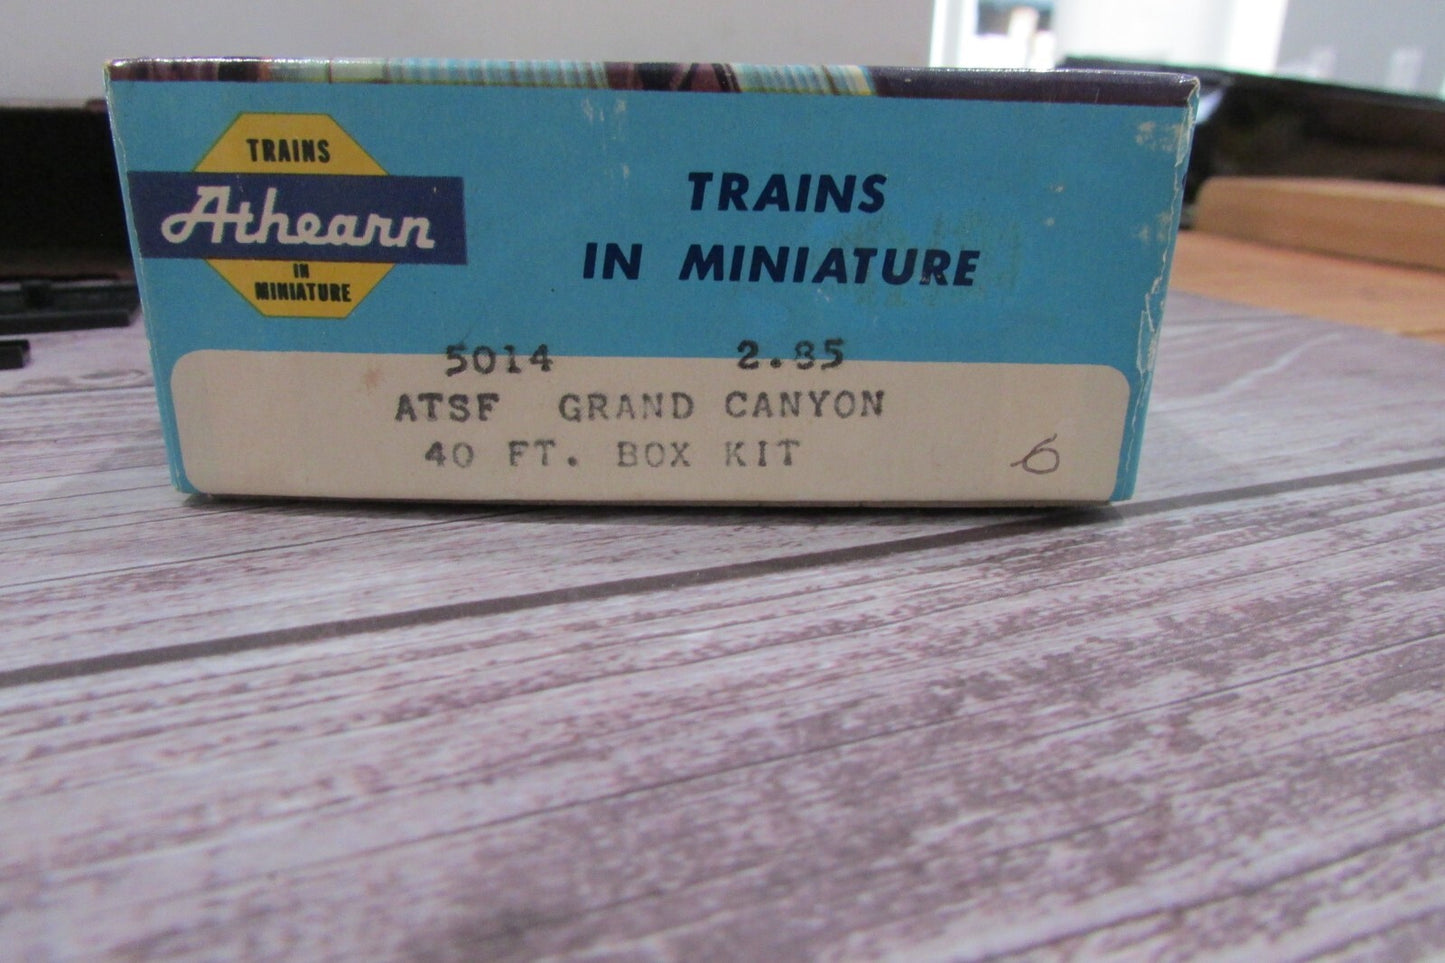 TRAINS
Athearn
IN
MINIATURE
TRAINS
IN MINIATURE
5014 2.85
ATSF GRAND CANYON
40 FT. BOX KIT
6